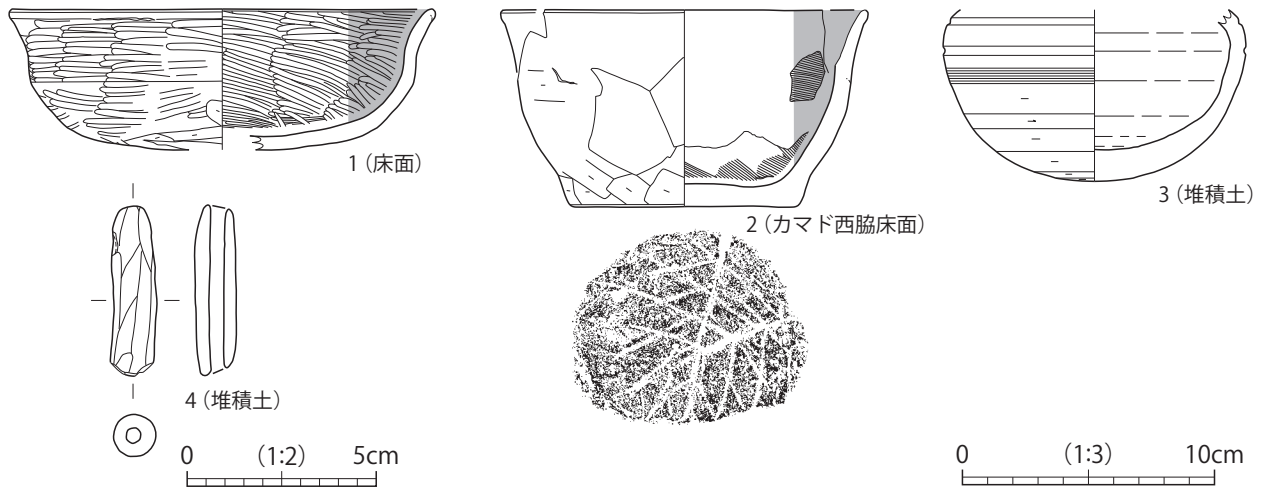 1（床面）
2（カマド西脇床面）
3（堆積土）
4（堆積土）
0 （1:2） 5cm
0 （1:3） 10cm